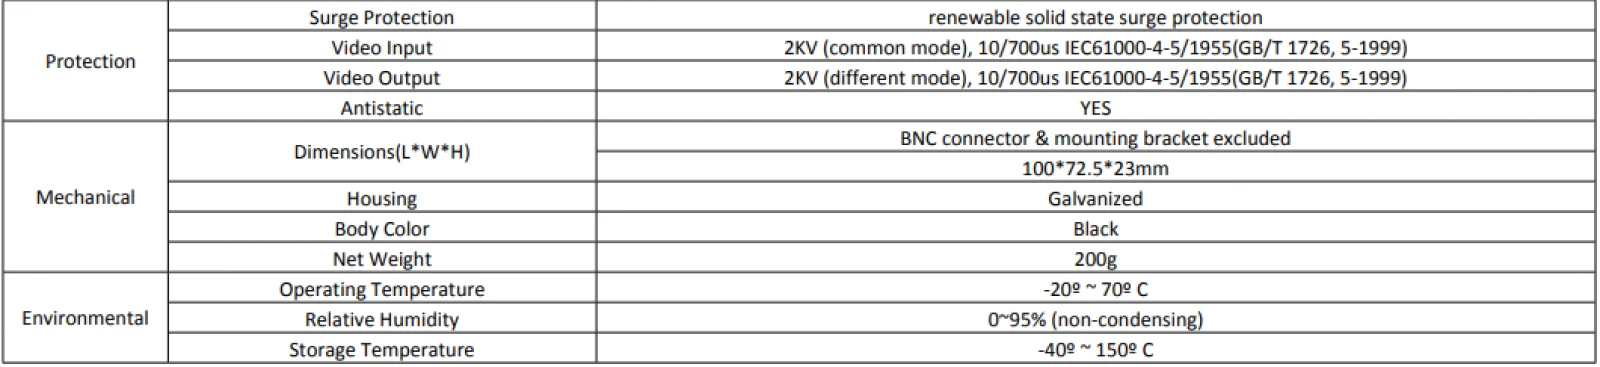 Protection
Surge Protection
renewable solid state surge protection
Video Input
2KV (common mode), 10/700us IEC61000-4-5/1955(GB/T 1726, 5-1999)
Video Output
2KV (different mode), 10/700us IEC61000-4-5/1955(GB/T 1726, 5-1999)
Antistatic
YES
Mechanical
Dimensions(L*W*H)
BNC connector & mounting bracket excluded
100*72.5*23mm
Housing
Galvanized
Body Color
Black
Net Weight
200g
Environmental
Operating Temperature
-20º ~ 70º C
Relative Humidity
0~95% (non-condensing)
Storage Temperature
-40º ~ 150º C